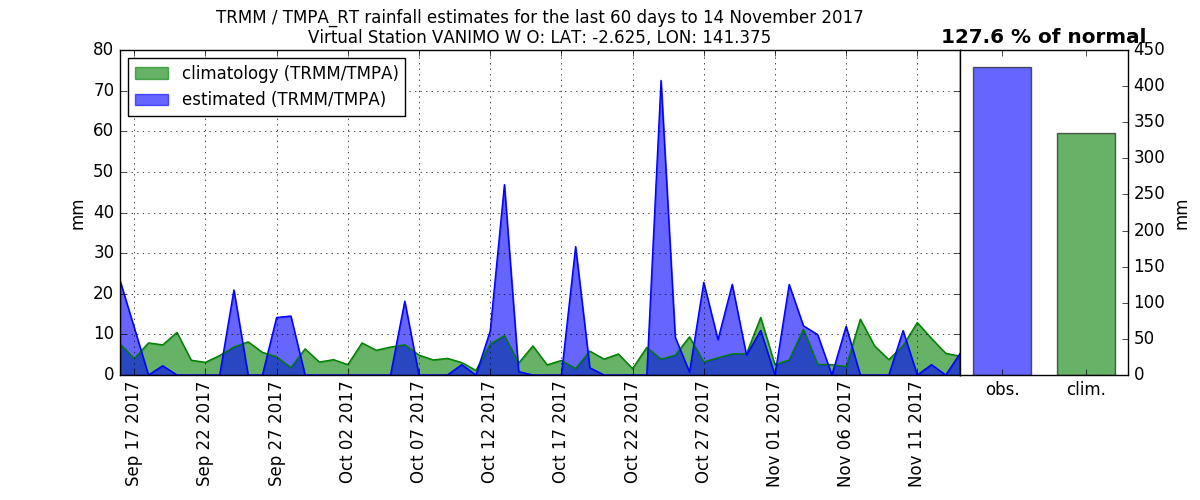 TRMM / TMPA_RT rainfall estimates for the last 60 days to 14 November 2017
Virtual Station VANIMO W O: LAT: -2.625, LON: 141.375
127.6 % of normal
climatology (TRMM/TMPA)
estimated (TRMM/TMPA)
mm
80
70
60
50
40
30
20
10
0
Sep 17 2017
Sep 22 2017
Sep 27 2017
Oct 02 2017
Oct 07 2017
Oct 12 2017
Oct 17 2017
Oct 22 2017
Oct 27 2017
Nov 01 2017
Nov 06 2017
Nov 11 2017
obs.
clim.
450
400
350
300
250
200
150
100
50
0
mm